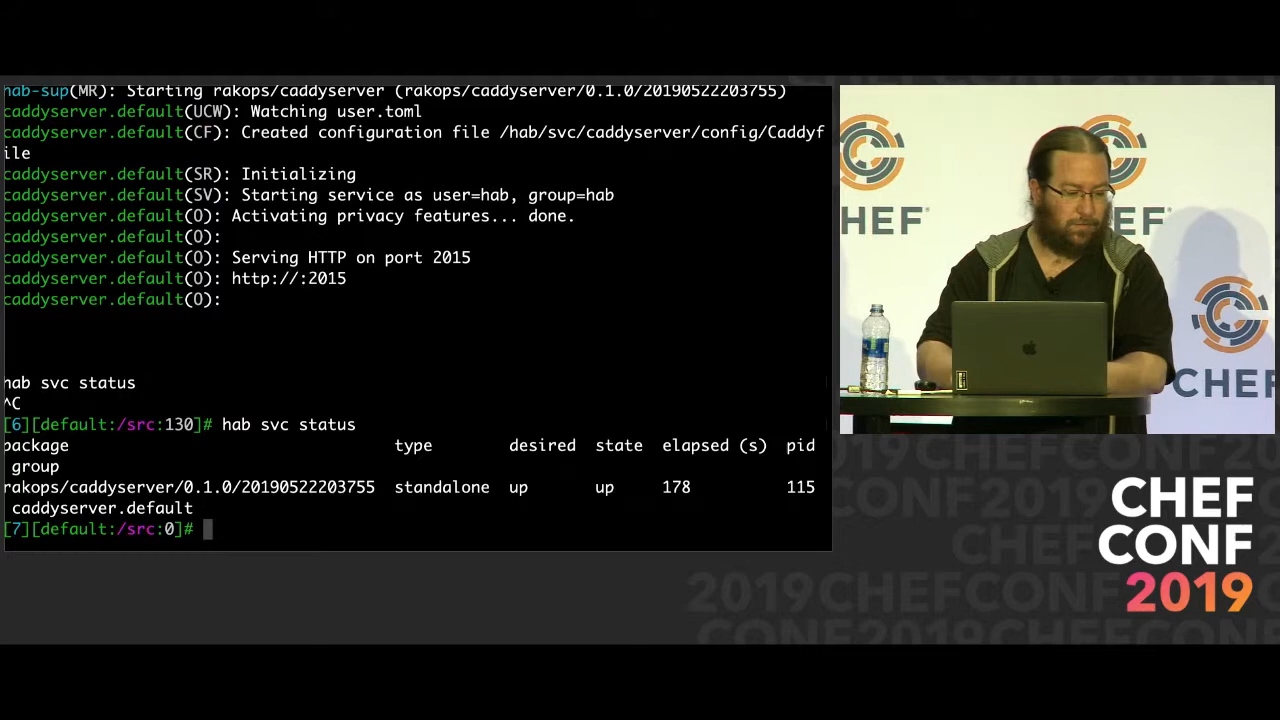 hab-sup(MR): Starting rakops/caddyserver (rakops/caddyserver/0.1.0/20190522203755)
caddyserver.default(UCW): Watching user.toml
caddyserver.default(CF): Created configuration file /hab/svc/caddyserver/config/Caddyf
ile
caddyserver.default(SR): Initializing
caddyserver.default(SV): Starting service as user=hab, group=hab
caddyserver.default(O): Activating privacy features... done.
caddyserver.default(O):
caddyserver.default(O): Serving HTTP on port 2015
caddyserver.default(O): http://:2015
caddyserver.default(O):
hab svc status
^C
[6][default:/src:130]# hab svc status
package type desired state elapsed (s) pid
group
rakops/caddyserver/0.1.0/20190522203755 standalone up up 178 115
caddyserver.default
[7][default:/src:0]#
CHEF
CHEF
CHEF
CONF
2019
2019CHEFCONF2019
2019CHEFCONF2019CHEFCONF